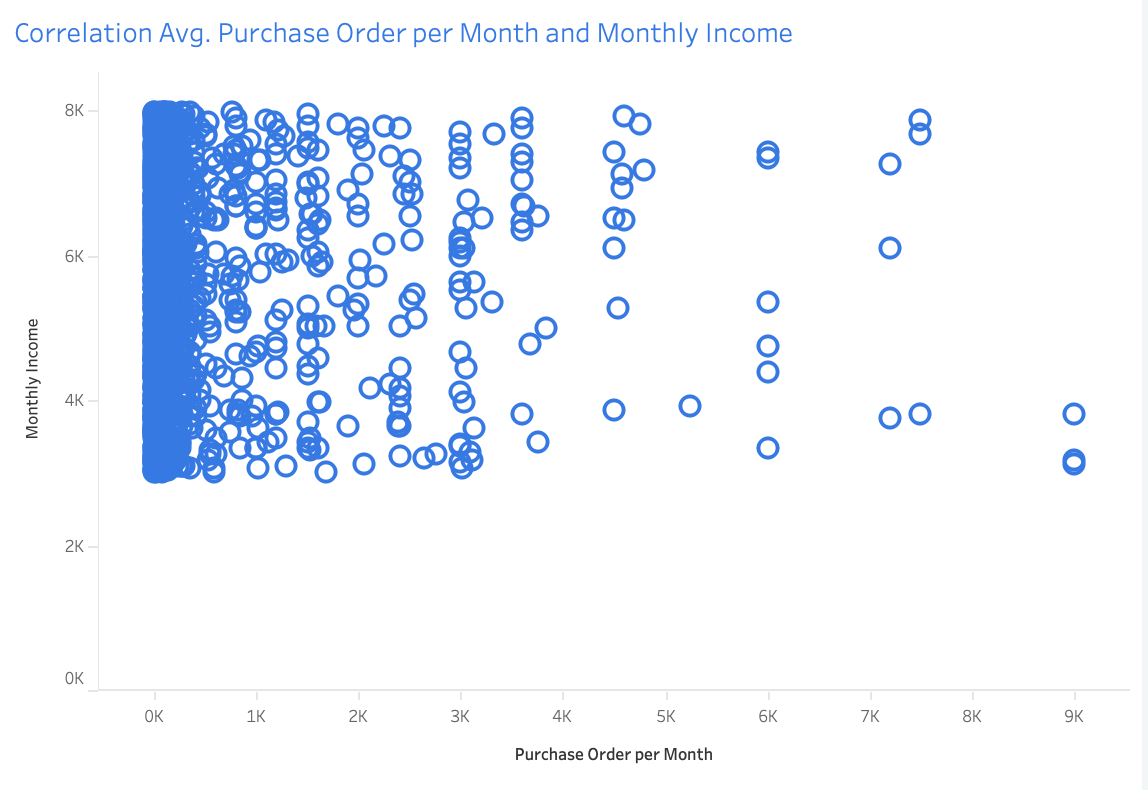 Correlation Avg. Purchase Order per Month and Monthly Income
8K
6K
4K
2K
0K
Monthly Income
0K 1K 2K 3K 4K 5K 6K 7K 8K 9K
Purchase Order per Month